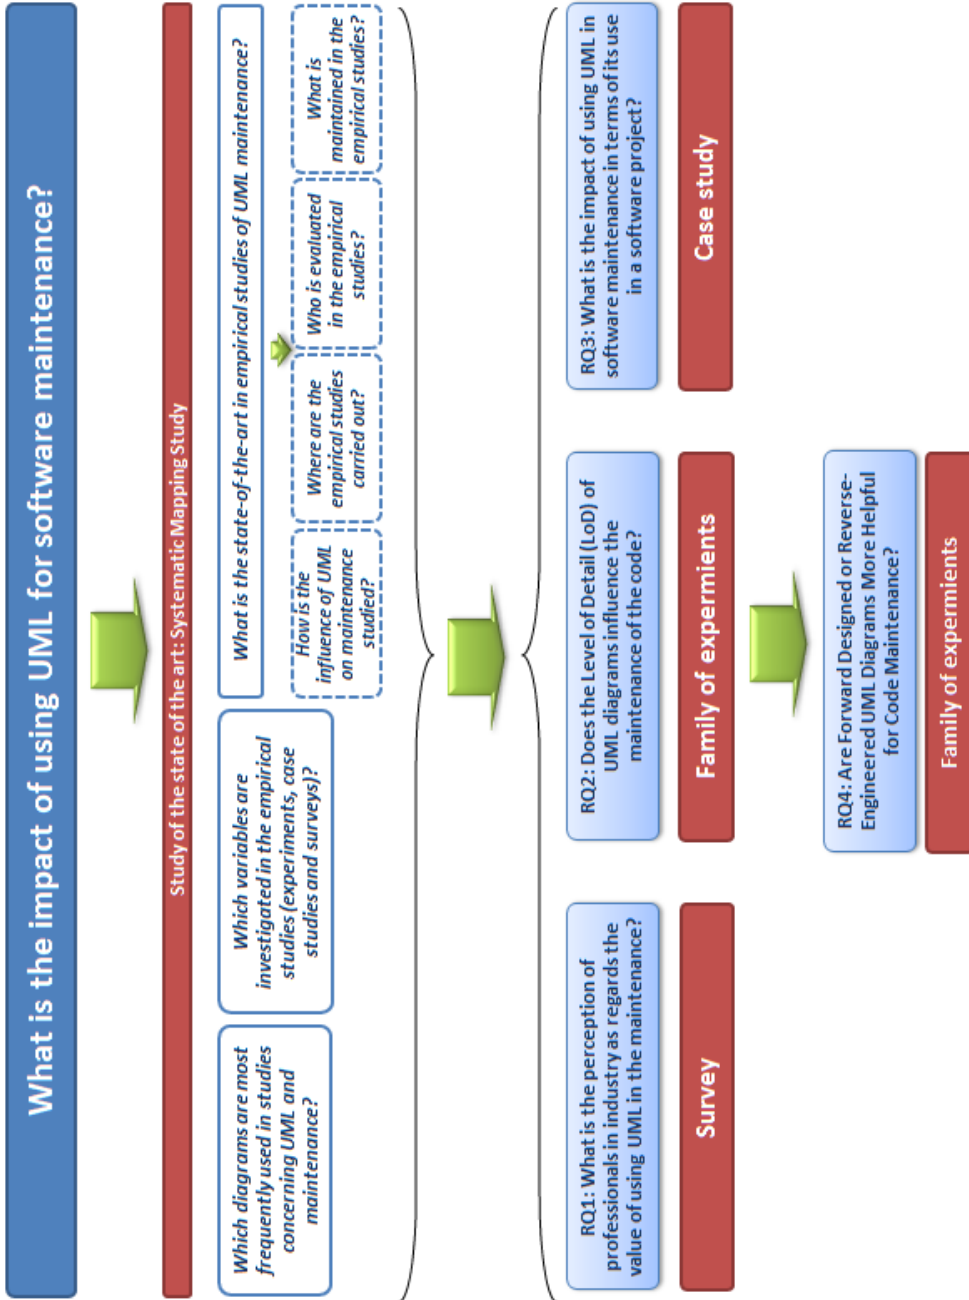 What is the impact of using UML for software maintenance?
Study of the state of the art: Systematic Mapping Study
Which diagrams are most
frequently used in studies
concerning UML and
maintenance?
Which variables are
investigated in the empirical
studies (experiments, case
studies and surveys)?
What is the state-of-the-art in empirical studies of UML maintenance?
How is the
influence of UML
on maintenance
studied?
Where are the
empirical studies
carried out?
Who is evaluated
in the empirical
studies?
What is
maintained in the
empirical studies?
RQ1: What is the perception of
professionals in industry as regards the
value of using UML in the maintenance?
Survey
RQ2: Does the Level of Detail (LoD) of
UML diagrams influence the
maintenance of the code?
Family of expermients
RQ3: What is the impact of using UML in
software maintenance in terms of its use
in a software project?
Case study
RQ4: Are Forward Designed or Reverse-
Engineered UML Diagrams More Helpful
for Code Maintenance?
Family of expermients